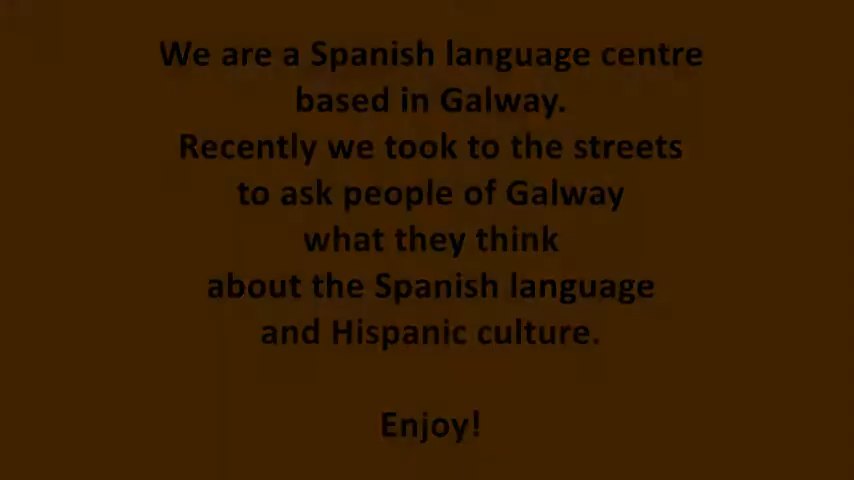 We are a Spanish language centre
based in Galway.
Recently we took to the streets
to ask people of Galway
what they think
about the Spanish language
and Hispanic culture.
Enjoy!